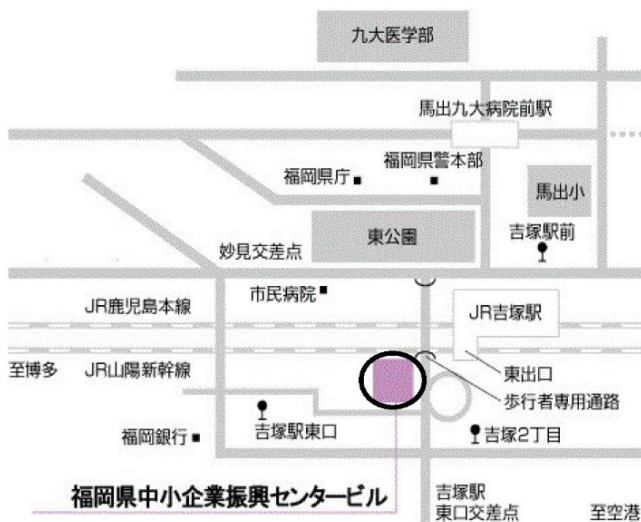 九大医学部
馬出九大病院前駅
福岡県警本部
福岡県庁
馬出小
東公園
吉塚駅前
妙見交差点
市民病院
JR鹿児島本線
JR吉塚駅
至博多
JR山陽新幹線
東出口
歩行者専用通路
吉塚駅東口
福岡銀行
吉塚2丁目
福岡県中小企業振興センタービル
吉塚駅
東口交差点
至空港